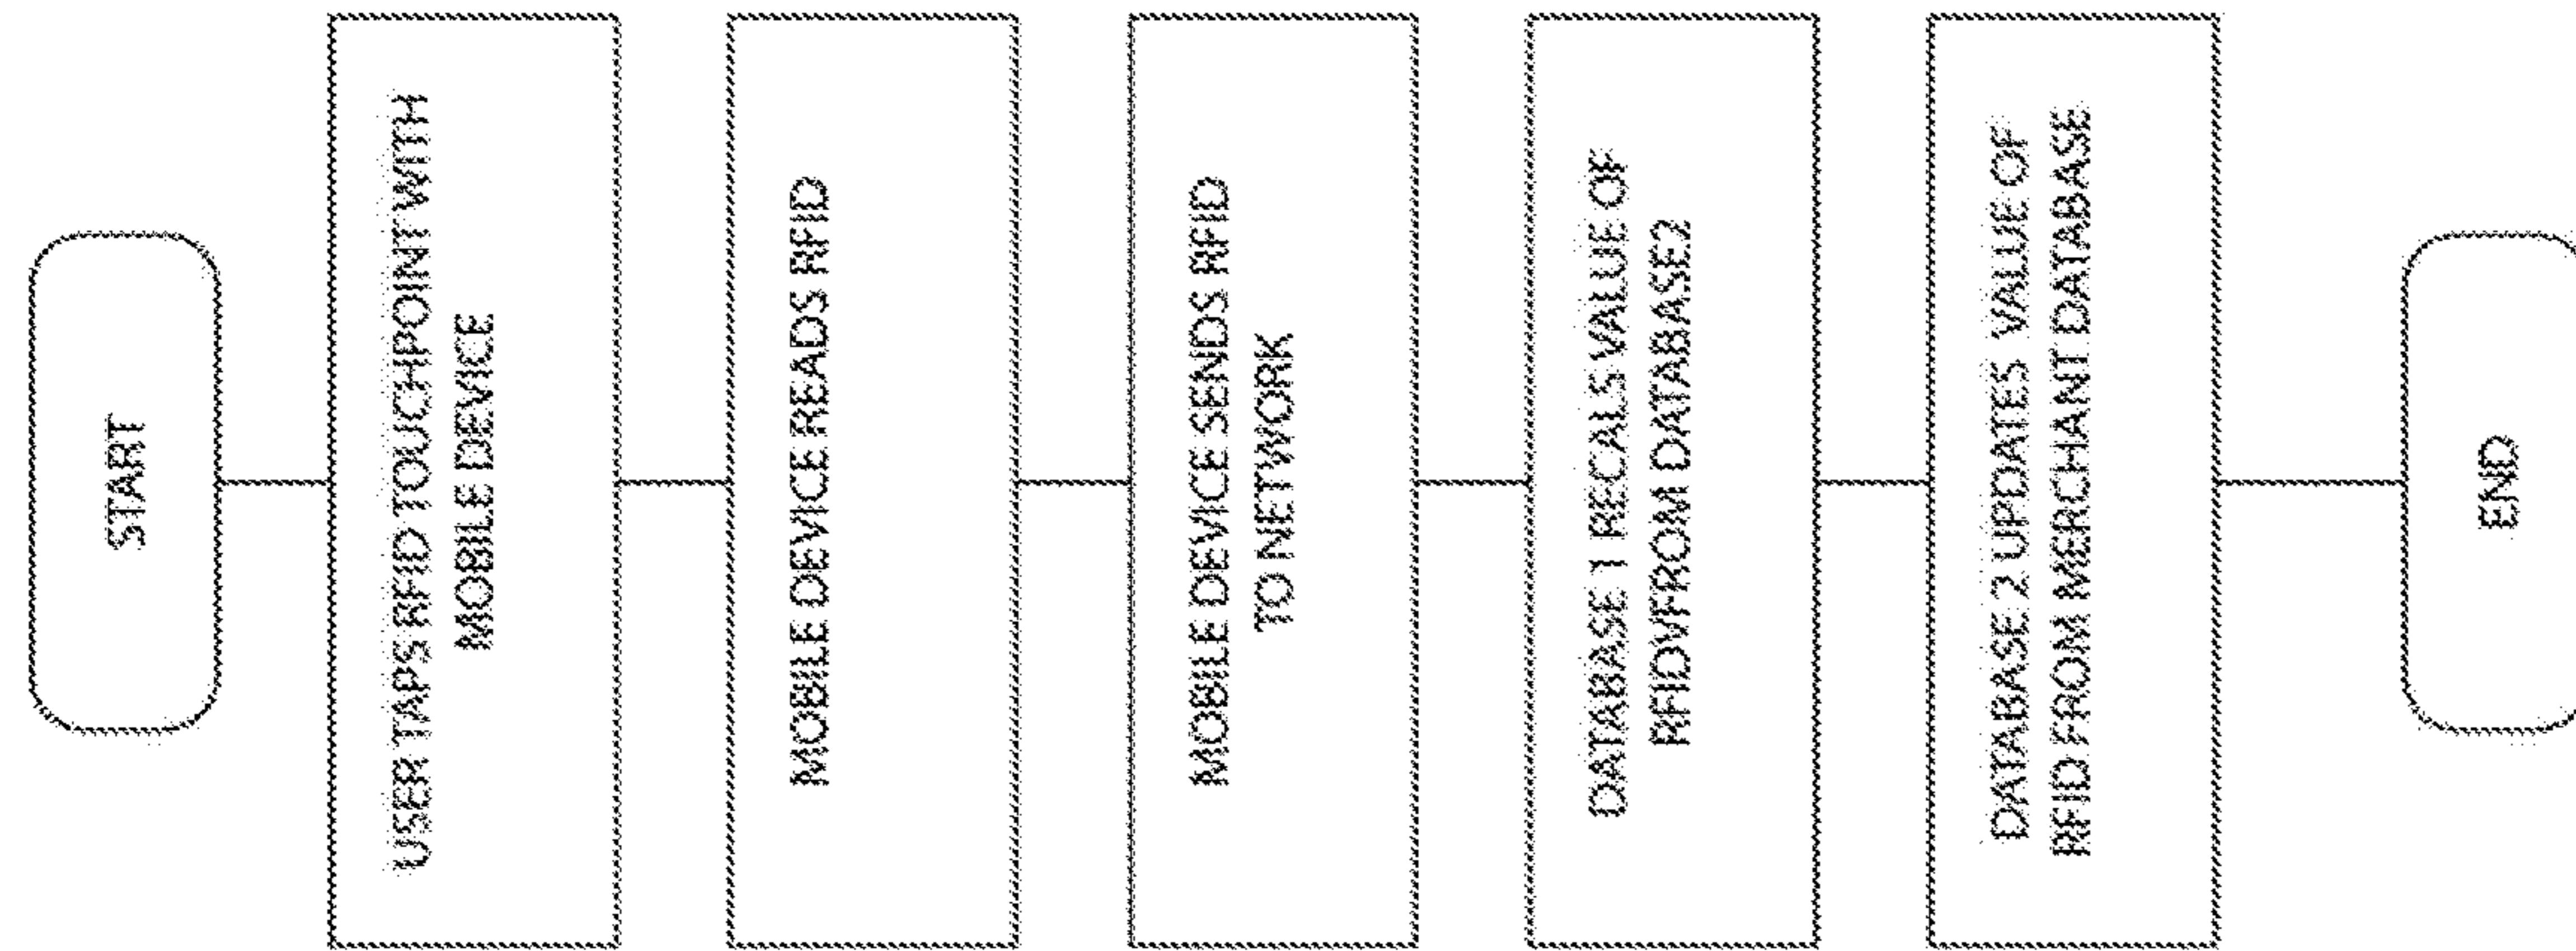 START
USER TAPS RFID TOUCHPOINT WITH
MOBILE DEVICE
MOBILE DEVICE READS RFID
MOBILE DEVICE SENDS RFID
TO NETWORK
DATABASE 1 RECALS VALUE OF
RFIDVFROM DATABASE2
DATABASE 2 UPDATES VALUE OF
RFID FROM MERCHANT DATABASE
END